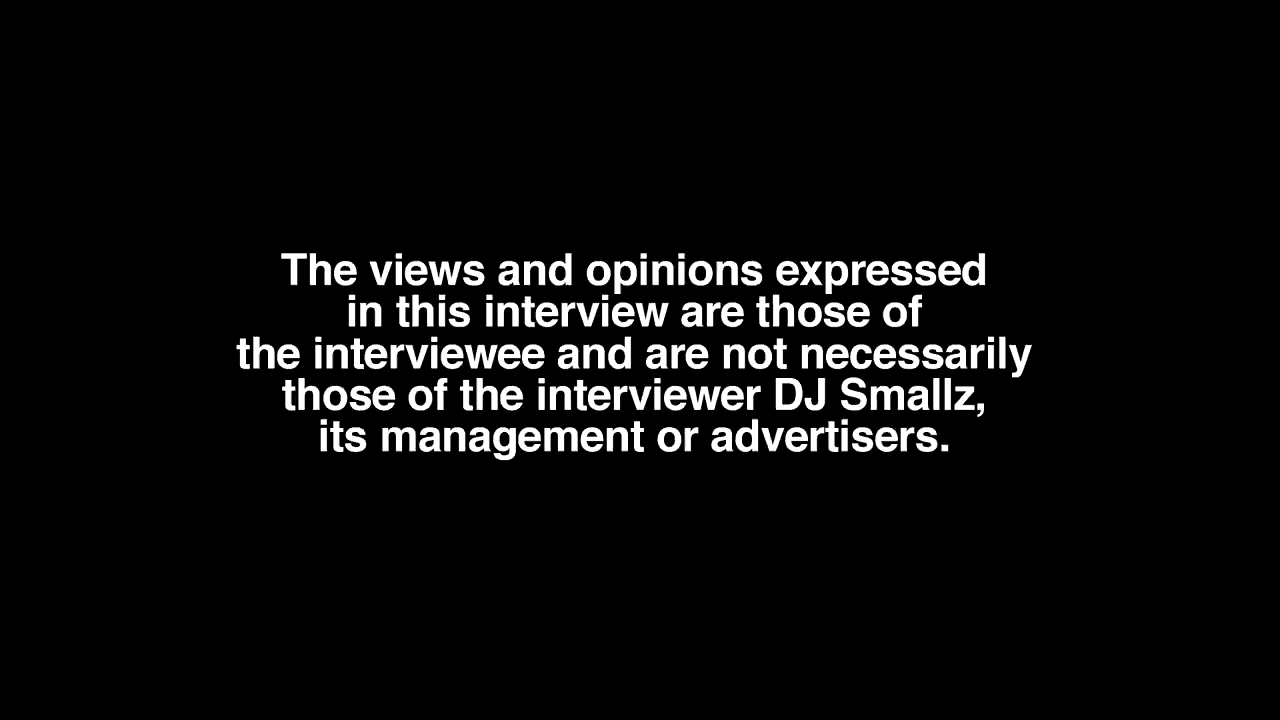 The views and opinions expressed
in this interview are those of
the interviewee and are not necessarily
those of the interviewer DJ Smallz,
its management or advertisers.